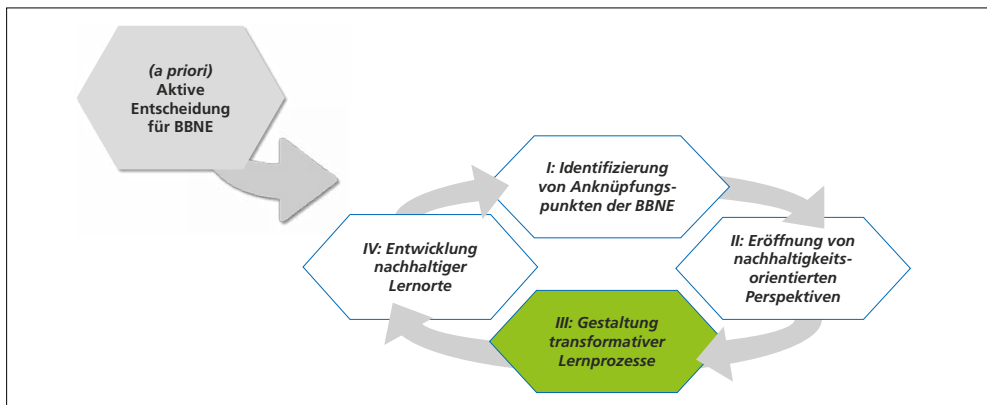 (a priori)
Aktive
Entscheidung
für BBNE
I: Identifizierung
von Anknüpfungs-
punkten der BBNE
II: Eröffnung von
nachhaltigkeits-
orientierten
Perspektiven
III: Gestaltung
transformativer
Lernprozesse
IV: Entwicklung
nachhaltiger
Lernorte